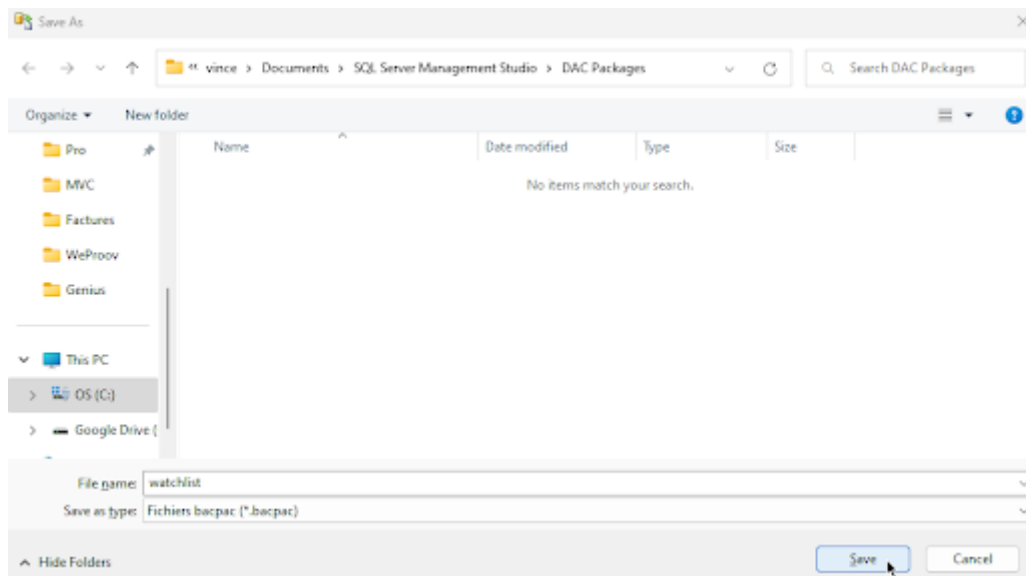 Save As
vince > Documents > SQL Server Management Studio > DAC Packages
Search DAC Packages
Organize
New folder
Name
Date modified
Type
Size
No items match your search.
Pro
MVC
Factures
WeProov
Genius
This PC
OS (C:)
Google Drive (
File name:
watchlist
Save as type:
Fichiers bacpac (*.bacpac)
Hide Folders
Save
Cancel